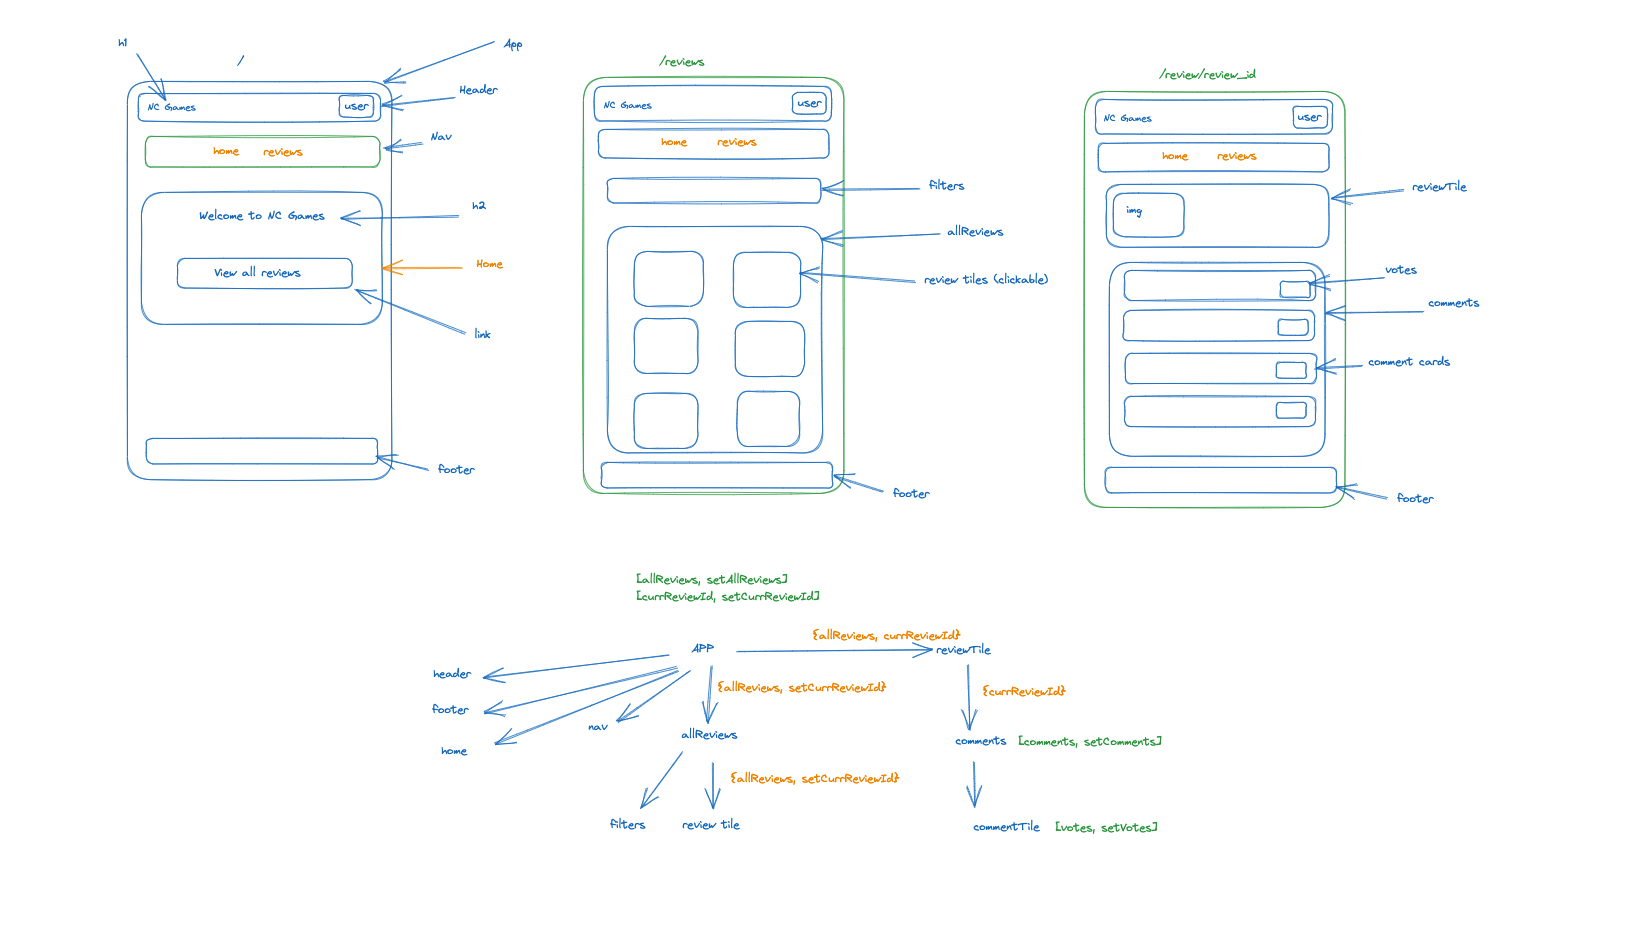 h1
/
App
NC Games
user
Header
Nav
home reviews
Welcome to NC Games
h2
View all reviews
Home
link
footer
/reviews
NC Games
user
home reviews
filters
allReviews
review tiles (clickable)
footer
/review/review_id
NC Games
user
home reviews
reviewTile
img
votes
comments
comment cards
footer
[allReviews, setAllReviews]
[currReviewId, setCurrReviewId]
{allReviews, currReviewId}
APP
reviewTile
header
{allReviews, setCurrReviewId}
{currReviewId}
footer
nav
allReviews
comments [comments, setComments]
home
{allReviews, setCurrReviewId}
filters
review tile
commentTile [votes, setVotes]